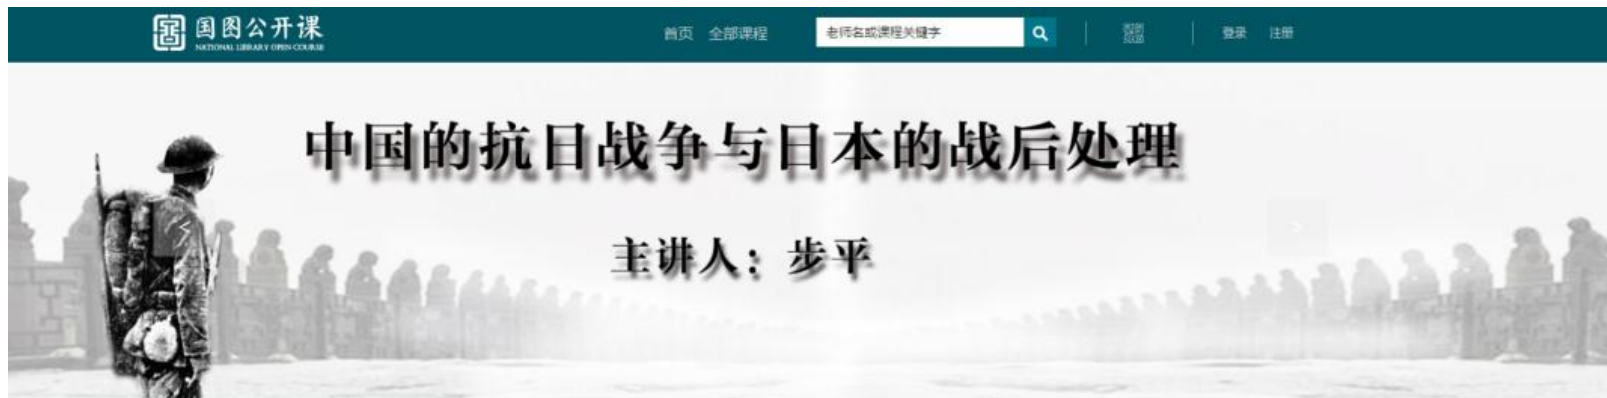 国图公开课
NATIONAL LIBRARY OPEN COURSE
首页 全部课程 老师名或课程关键字 登录 注册
中国的抗日战争与日本的战后处理
主讲人：步平